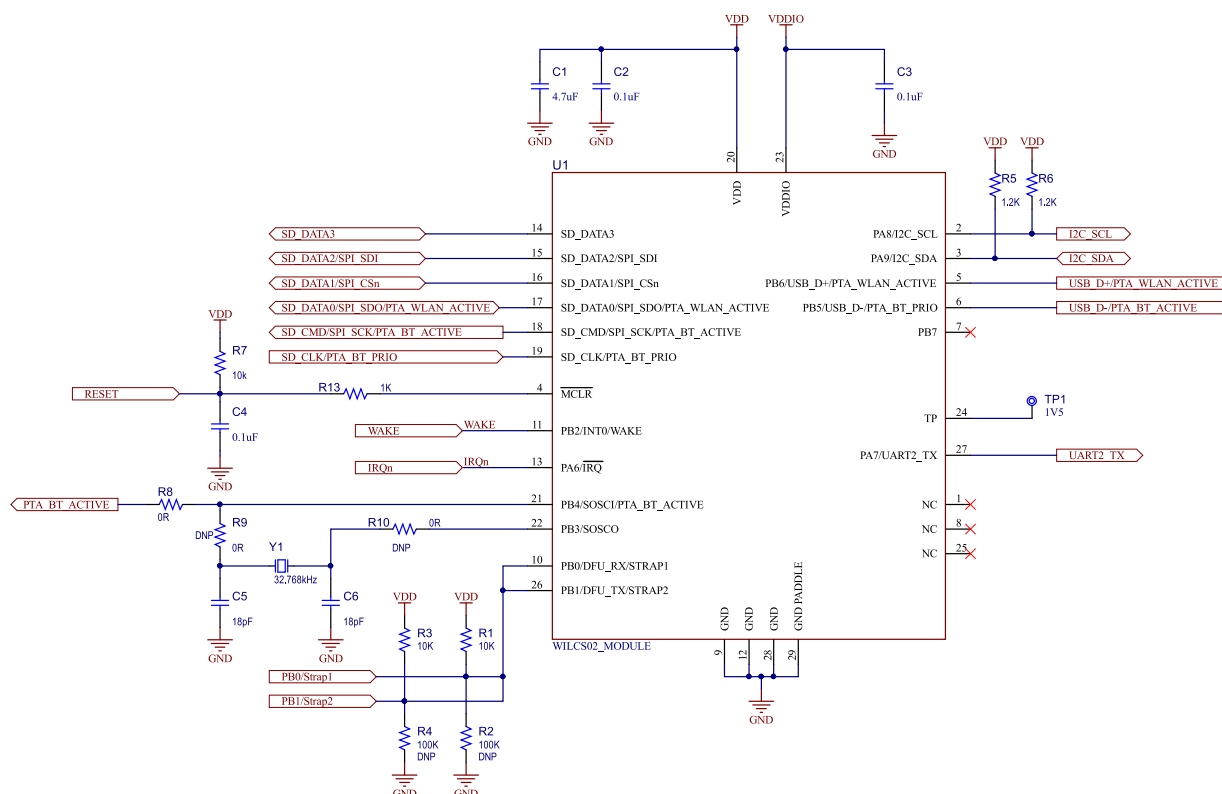 VDD VDDIO
C1 C2 C3
4.7uF 0.1uF 0.1uF
GND GND GND
VDD VDD
R5 R6
1.2K 1.2K
U1
20 23
VDD VDDIO
SD_DATA3 14 SD_DATA3 PA8/I2C_SCL 2 I2C_SCL
SD_DATA2/SPI_SDI 15 SD_DATA2/SPI_SDI PA9/I2C_SDA 3 I2C_SDA
SD_DATA1/SPI_CSn 16 SD_DATA1/SPI_CSn PB6/USB_D+/PTA_WLAN_ACTIVE 5 USB_D+/PTA_WLAN_ACTIVE
SD_DATA0/SPI_SDO/PTA_WLAN_ACTIVE 17 SD_DATA0/SPI_SDO/PTA_WLAN_ACTIVE PB5/USB_D-/PTA_BT_PRIO 6 USB_D-/PTA_BT_ACTIVE
SD_CMD/SPI_SCK/PTA_BT_ACTIVE 18 SD_CMD/SPI_SCK/PTA_BT_ACTIVE PB7 7
SD_CLK/PTA_BT_PRIO 19 SD_CLK/PTA_BT_PRIO
VDD
R7
10k
RESET R13 1K 4 MCLR
C4
0.1uF
GND
TP 24 TP1
1V5
WAKE WAKE 11 PB2/INT0/WAKE
PA7/UART2_TX 27 UART2_TX
IRQn IRQn 13 PA6/IRQ
PTA_BT_ACTIVE R8 0R 21 PB4/SOSCI/PTA_BT_ACTIVE NC 1
R9 DNP 0R
R10 0R DNP 22 PB3/SOSCO NC 8
NC 25
Y1
32.768kHz
10 PB0/DFU_RX/STRAP1
26 PB1/DFU_TX/STRAP2
C5 C6
18pF 18pF
GND GND
VDD VDD
R3 R1
10K 10K
GND GND GND GND PADDLE
WILCS02_MODULE
9 12 28 29
GND
PB0/Strap1
PB1/Strap2
R4 R2
100K 100K
DNP DNP
GND GND